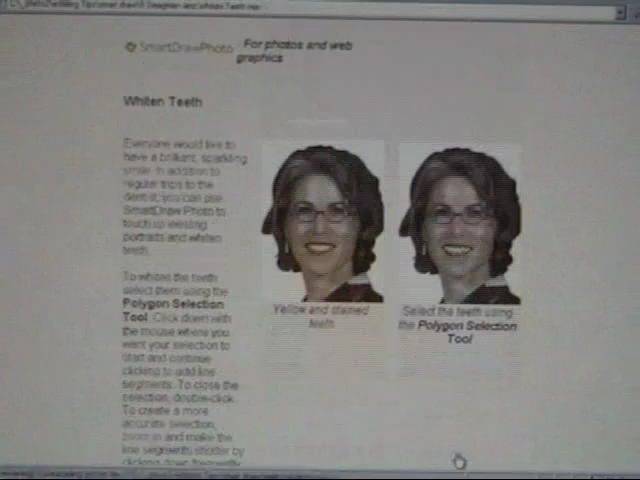 SmartDrawPhoto For photos and web
graphics
Whiten Teeth
Everyone would like to
have a brilliant, sparkling
smile. In addition to
regular trips to the
dentist, you can use
SmartDraw Photo to
touch up existing
portraits and whiten
teeth.
To whiten the teeth
select them using the
Polygon Selection
Tool. Click down with
the mouse where you
want your selection to
start and continue
clicking to add line
segments. To close the
selection, double-click.
To create a more
accurate selection,
zoom in and make the
line segments shorter by
clicking down frequently
Yellow and stained
teeth
Select the teeth using
the Polygon Selection
Tool